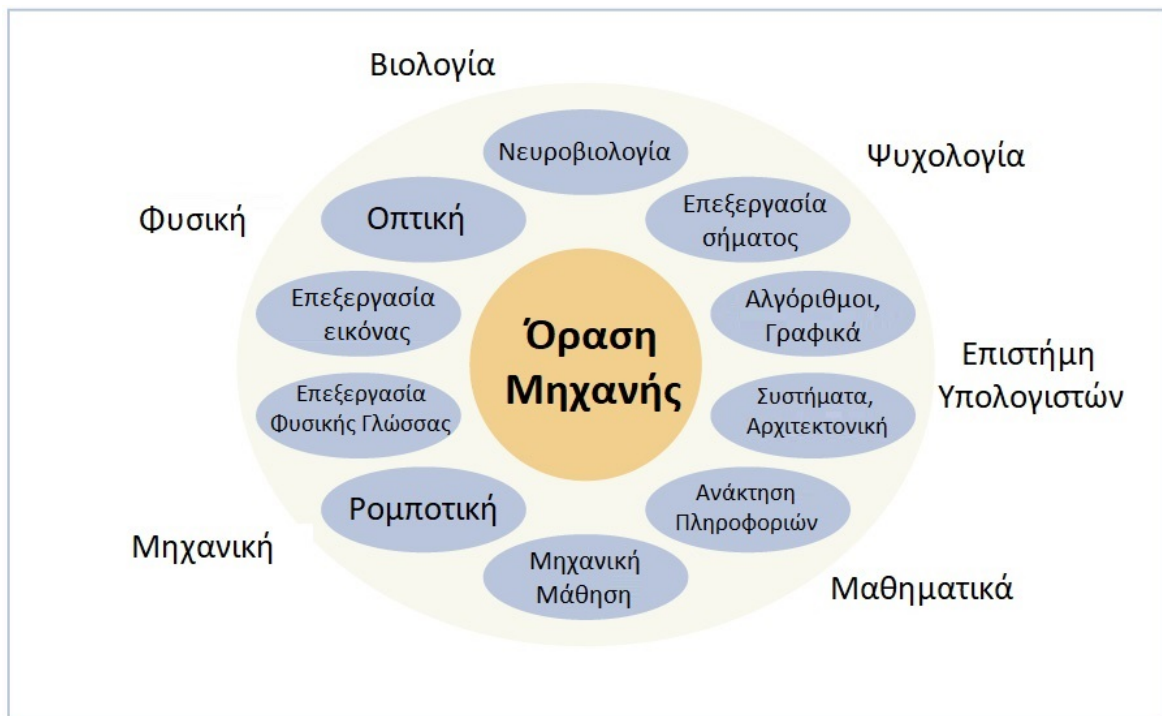 Βιολογία
Νευροβιολογία
Ψυχολογία
Φυσική
Οπτική
Επεξεργασία
σήματος
Επεξεργασία
εικόνας
Όραση
Μηχανής
Αλγόριθμοι,
Γραφικά
Επιστήμη
Υπολογιστών
Επεξεργασία
Φυσικής Γλώσσας
Συστήματα,
Αρχιτεκτονική
Μηχανική
Ρομποτική
Ανάκτηση
Πληροφοριών
Μηχανική
Μάθηση
Μαθηματικά